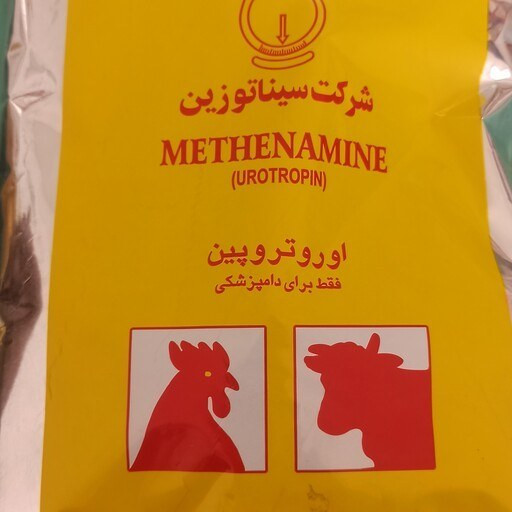 شرکت سیناتوزین
METHENAMINE
(UROTROPIN)
اوروتروپین
فقط برای دامپزشکی